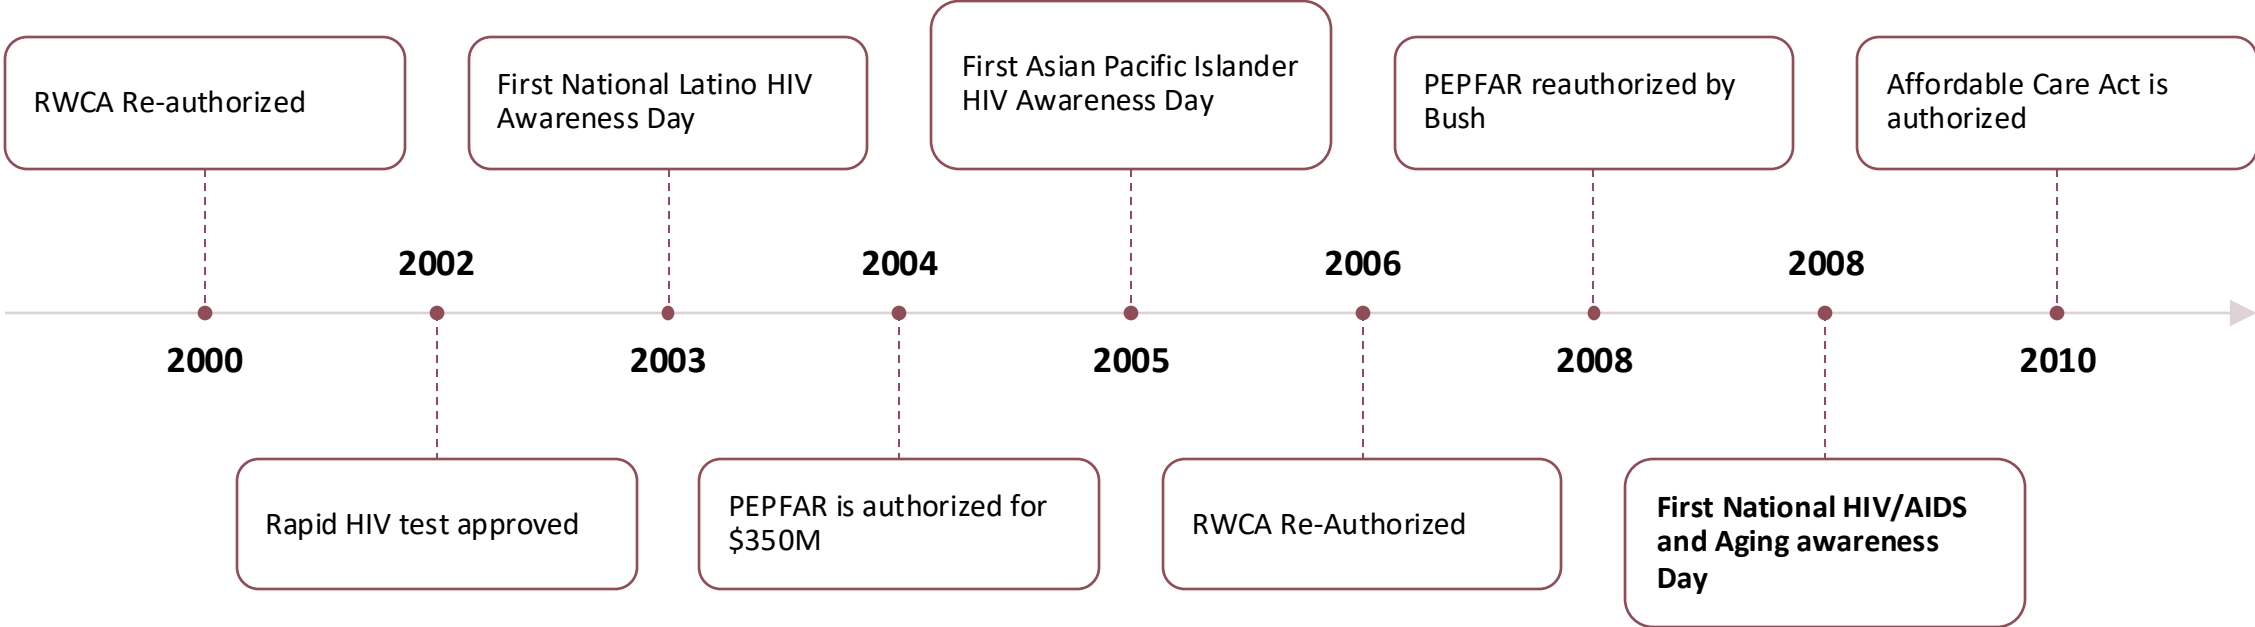 RWCA Re-authorized
First National Latino HIV
Awareness Day
First Asian Pacific Islander
HIV Awareness Day
PEPFAR reauthorized by
Bush
Affordable Care Act is
authorized
2002
2004
2006
2008
2000
2003
2005
2008
2010
Rapid HIV test approved
PEPFAR is authorized for
$350M
RWCA Re-Authorized
First National HIV/AIDS
and Aging awareness
Day